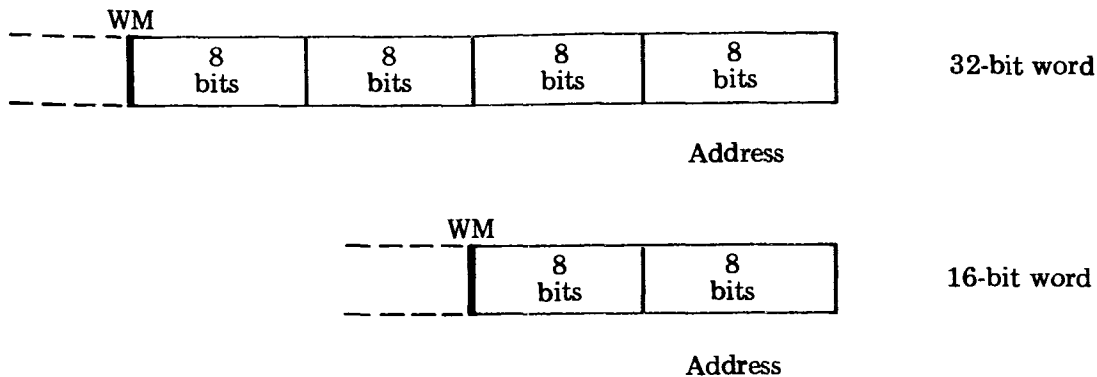 WM
8 8 8 8
bits bits bits bits
32-bit word
Address
WM
8 8
bits bits
16-bit word
Address